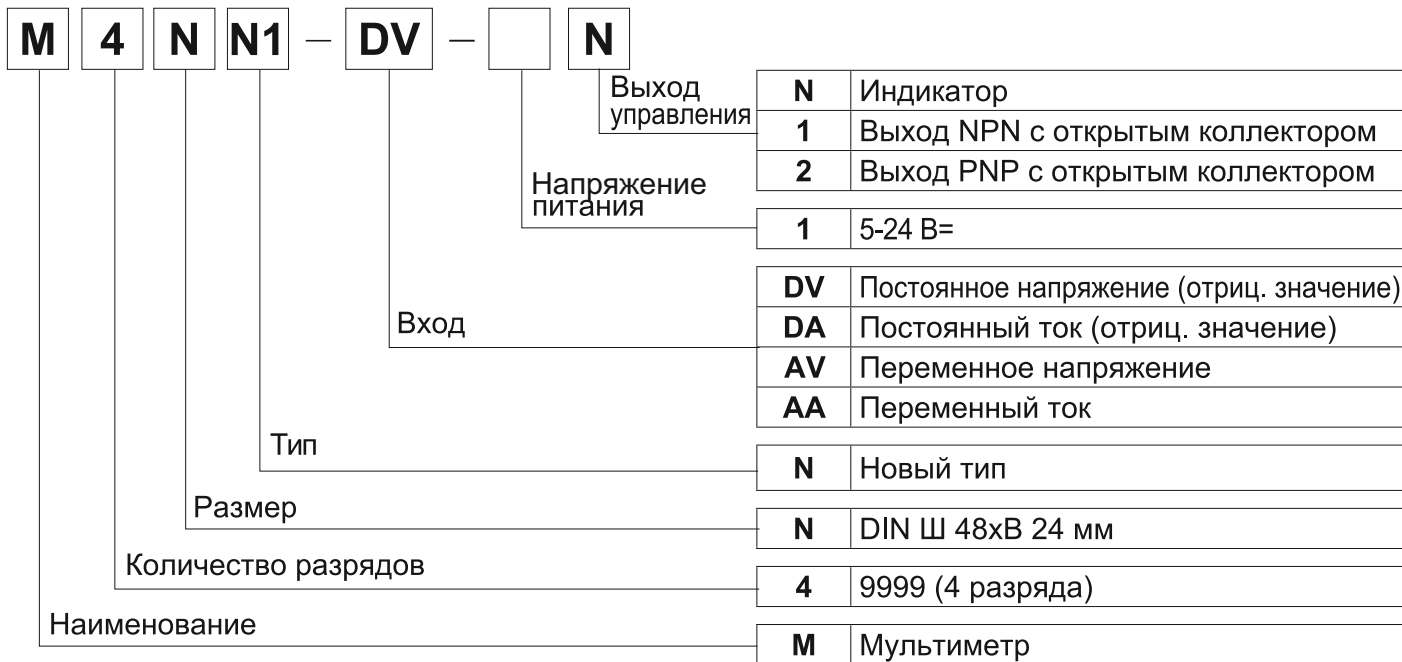 M 4 N N1 – DV – N
Выход
управления
N Индикатор
1 Выход NPN с открытым коллектором
2 Выход PNP с открытым коллектором
Напряжение
питания
1 5-24 В=
Вход
DV Постоянное напряжение (отриц. значение)
DA Постоянный ток (отриц. значение)
AV Переменное напряжение
AA Переменный ток
Тип
N Новый тип
Размер
N DIN Ш 48xВ 24 мм
Количество разрядов
4 9999 (4 разряда)
Наименование
M Мультиметр